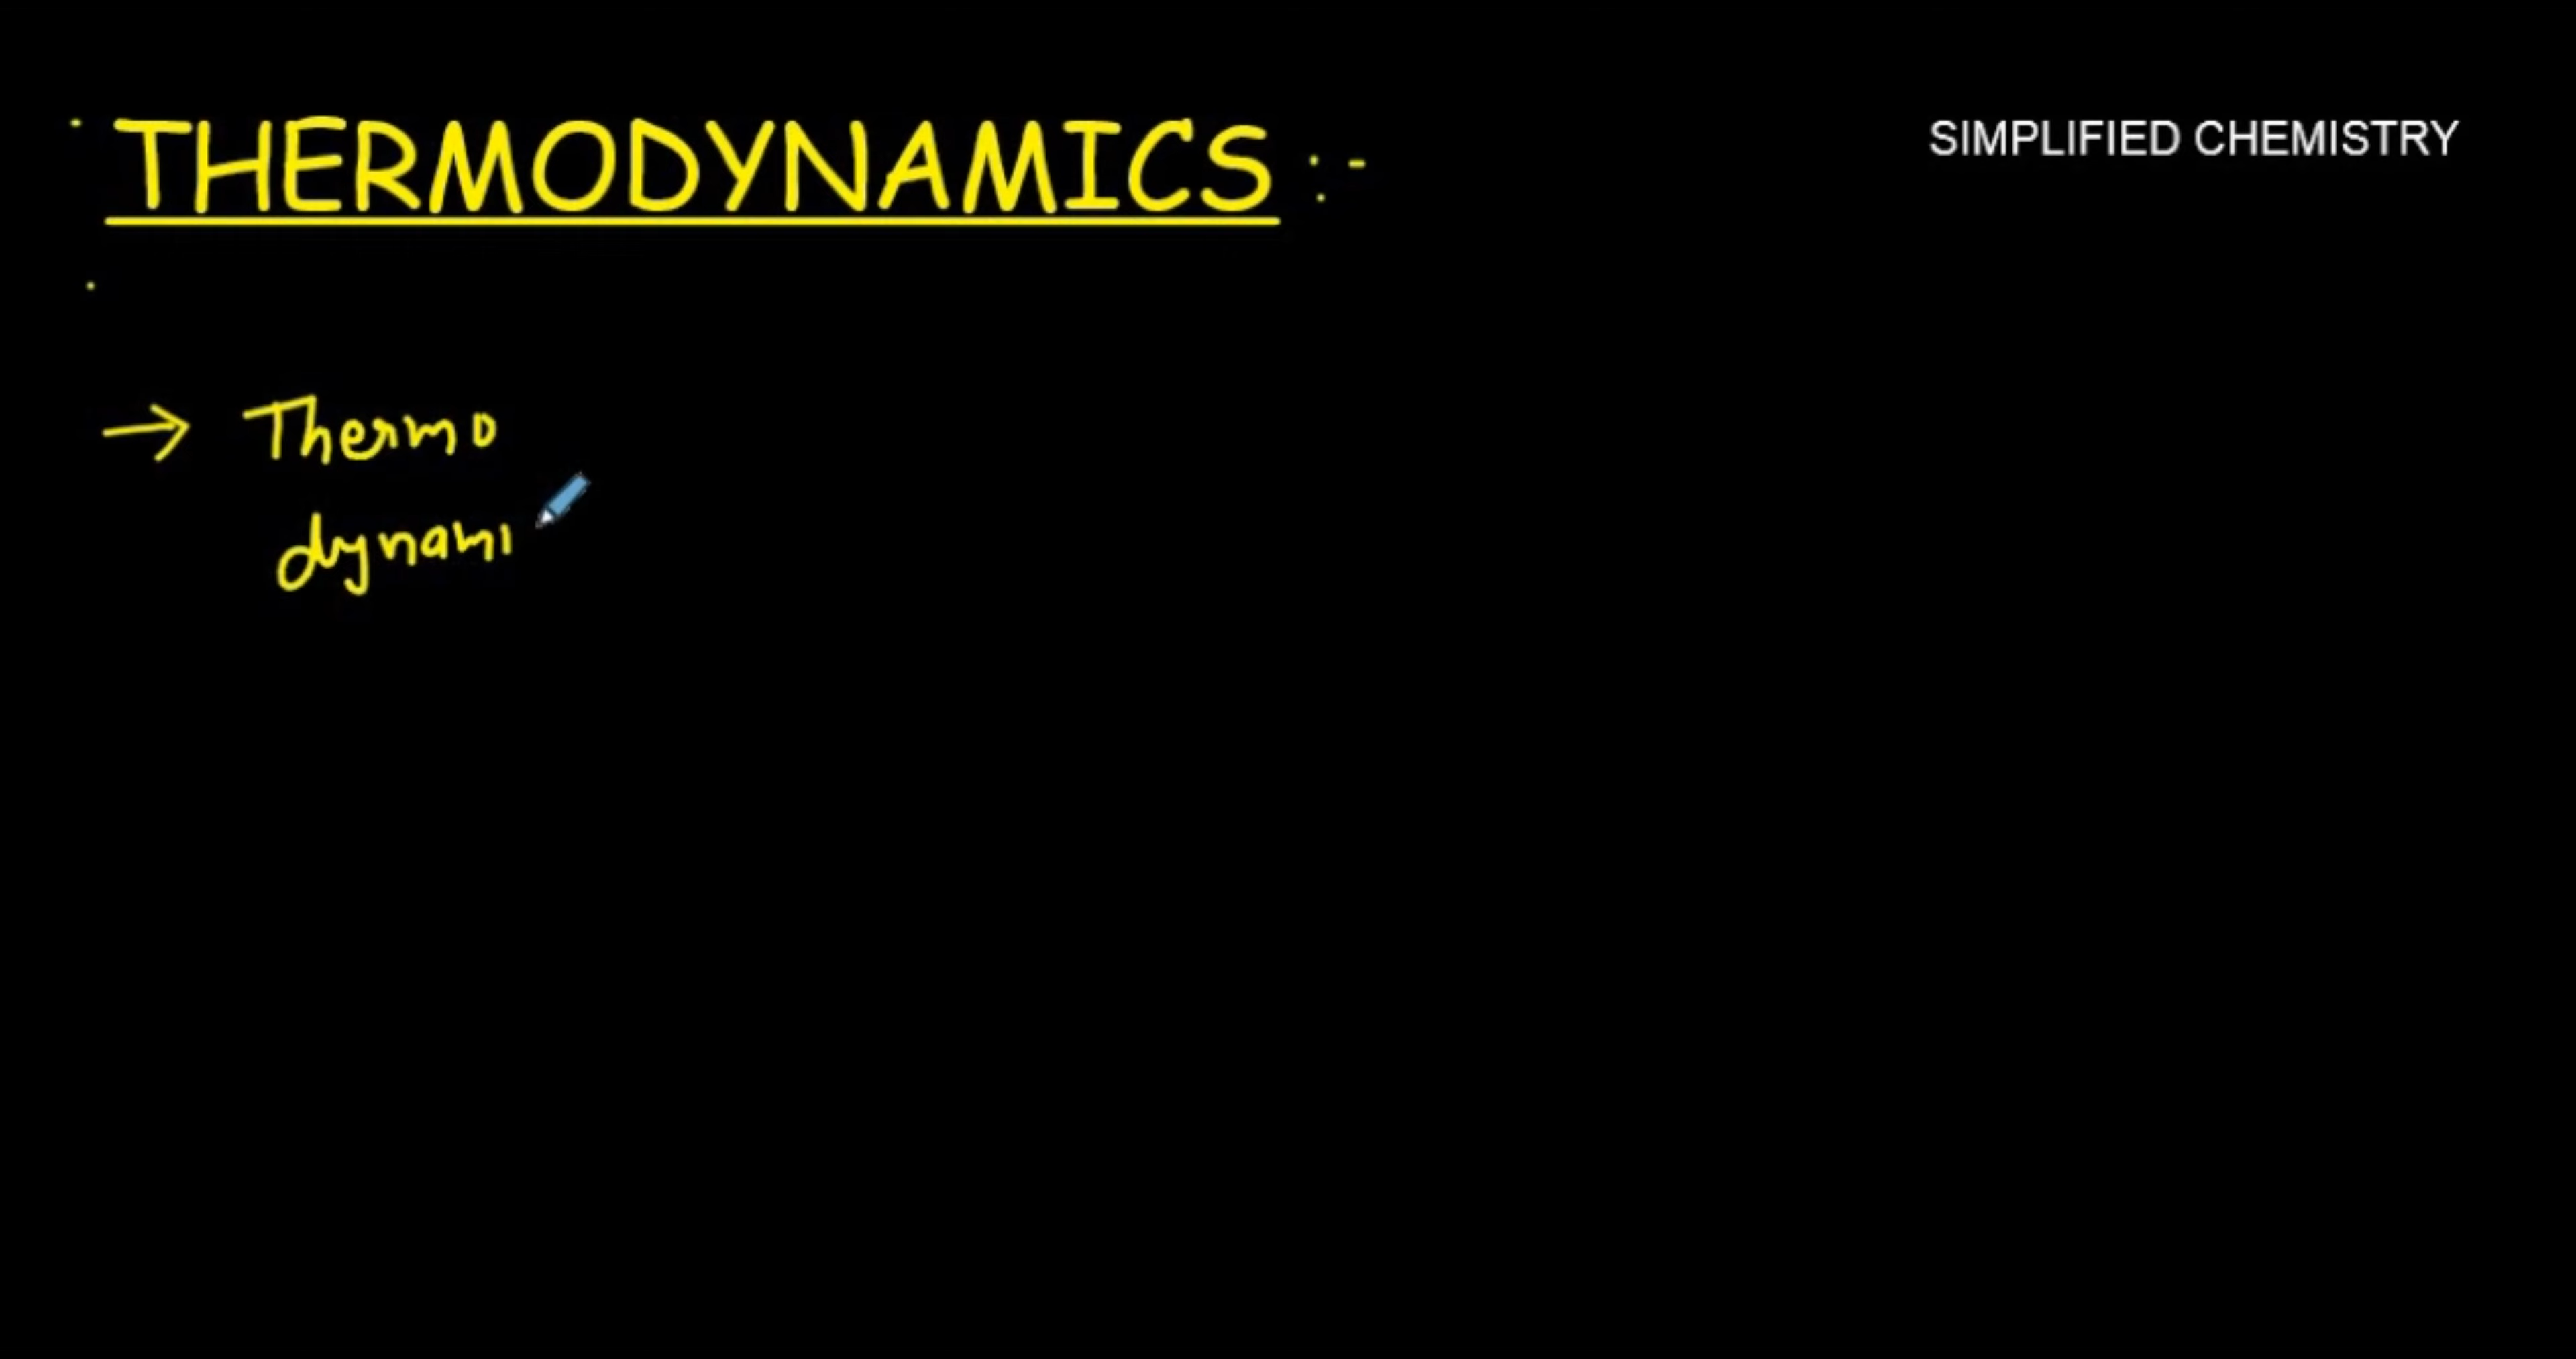 THERMODYNAMICS :-
SIMPLIFIED CHEMISTRY
→ Thermo
dynami